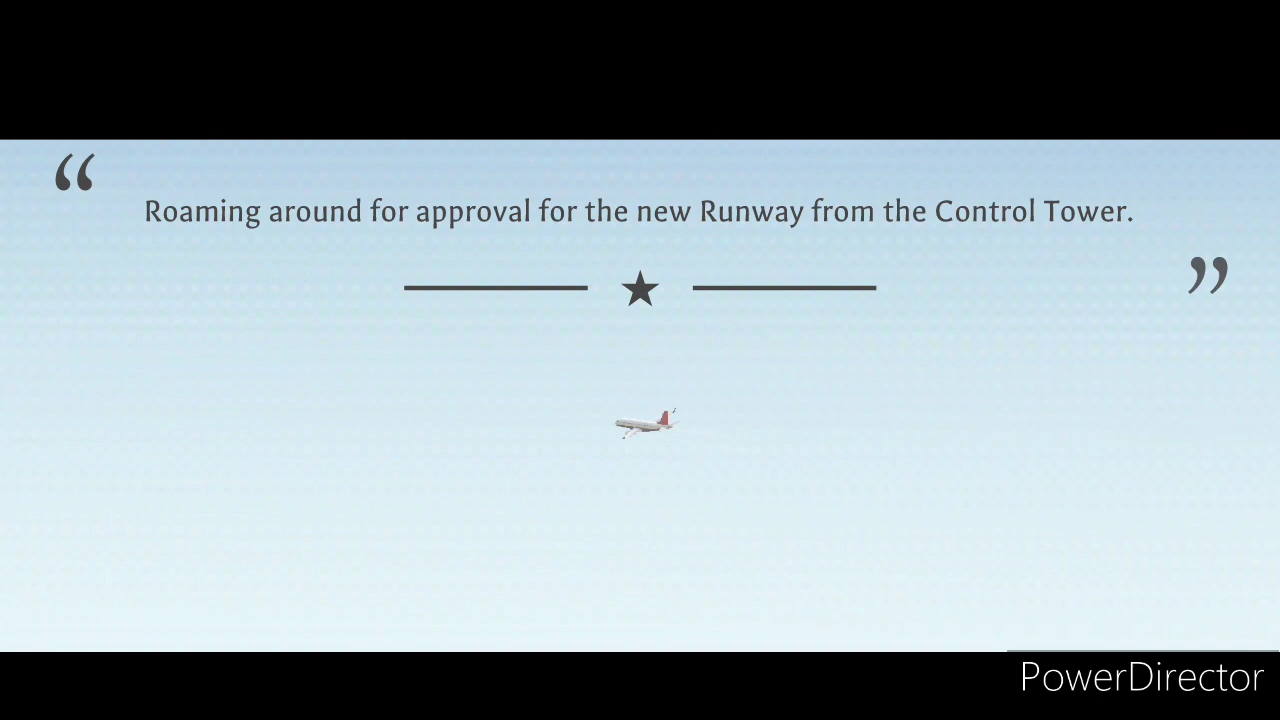 “
Roaming around for approval for the new Runway from the Control Tower.
”
PowerDirector